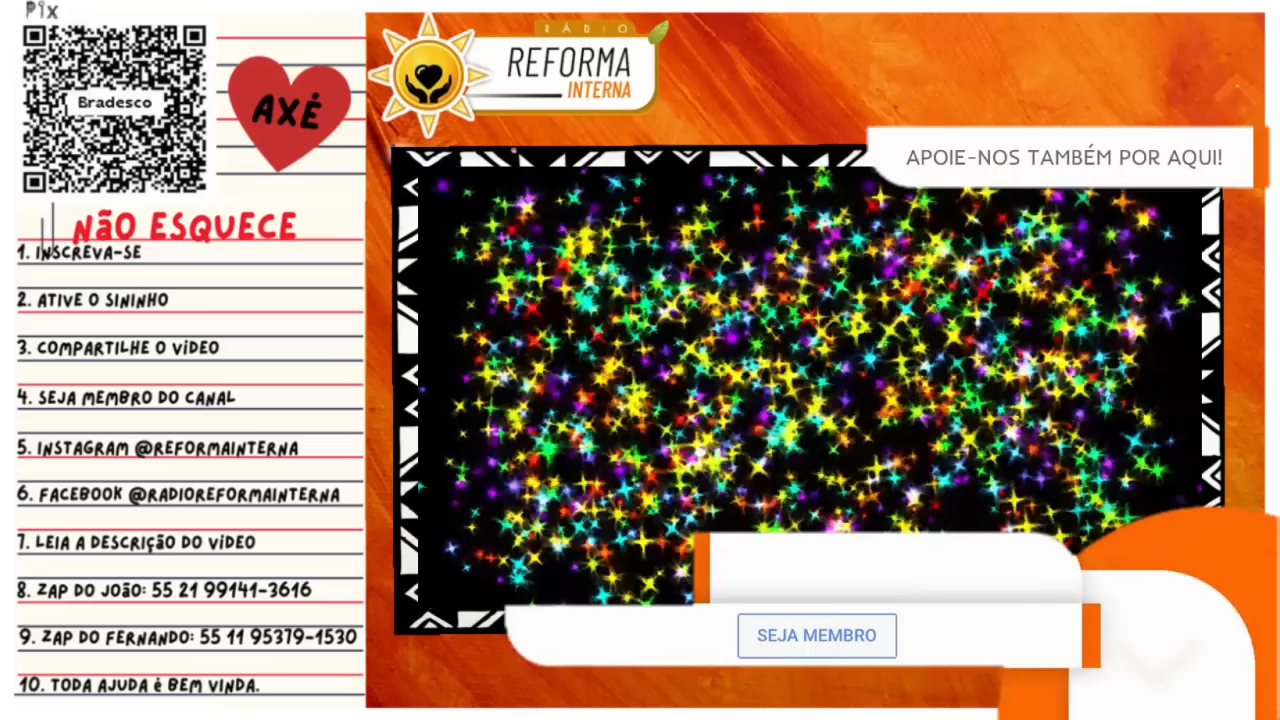 Pix
Bradesco
AXÉ
NÃO ESQUECE
1. INSCREVA-SE
2. ATIVE O SININHO
3. COMPARTILHE O VÍDEO
4. SEJA MEMBRO DO CANAL
5. INSTAGRAM @REFORMAINTERNA
6. FACEBOOK @RADIOREFORMAINTERNA
7. LEIA A DESCRIÇÃO DO VÍDEO
8. ZAP DO JOÃO: 55 21 99141-3616
9. ZAP DO FERNANDO: 55 11 95379-1530
10. TODA AJUDA É BEM VINDA.
RÁDIO
REFORMA
INTERNA
APOIE-NOS TAMBÉM POR AQUI!
SEJA MEMBRO